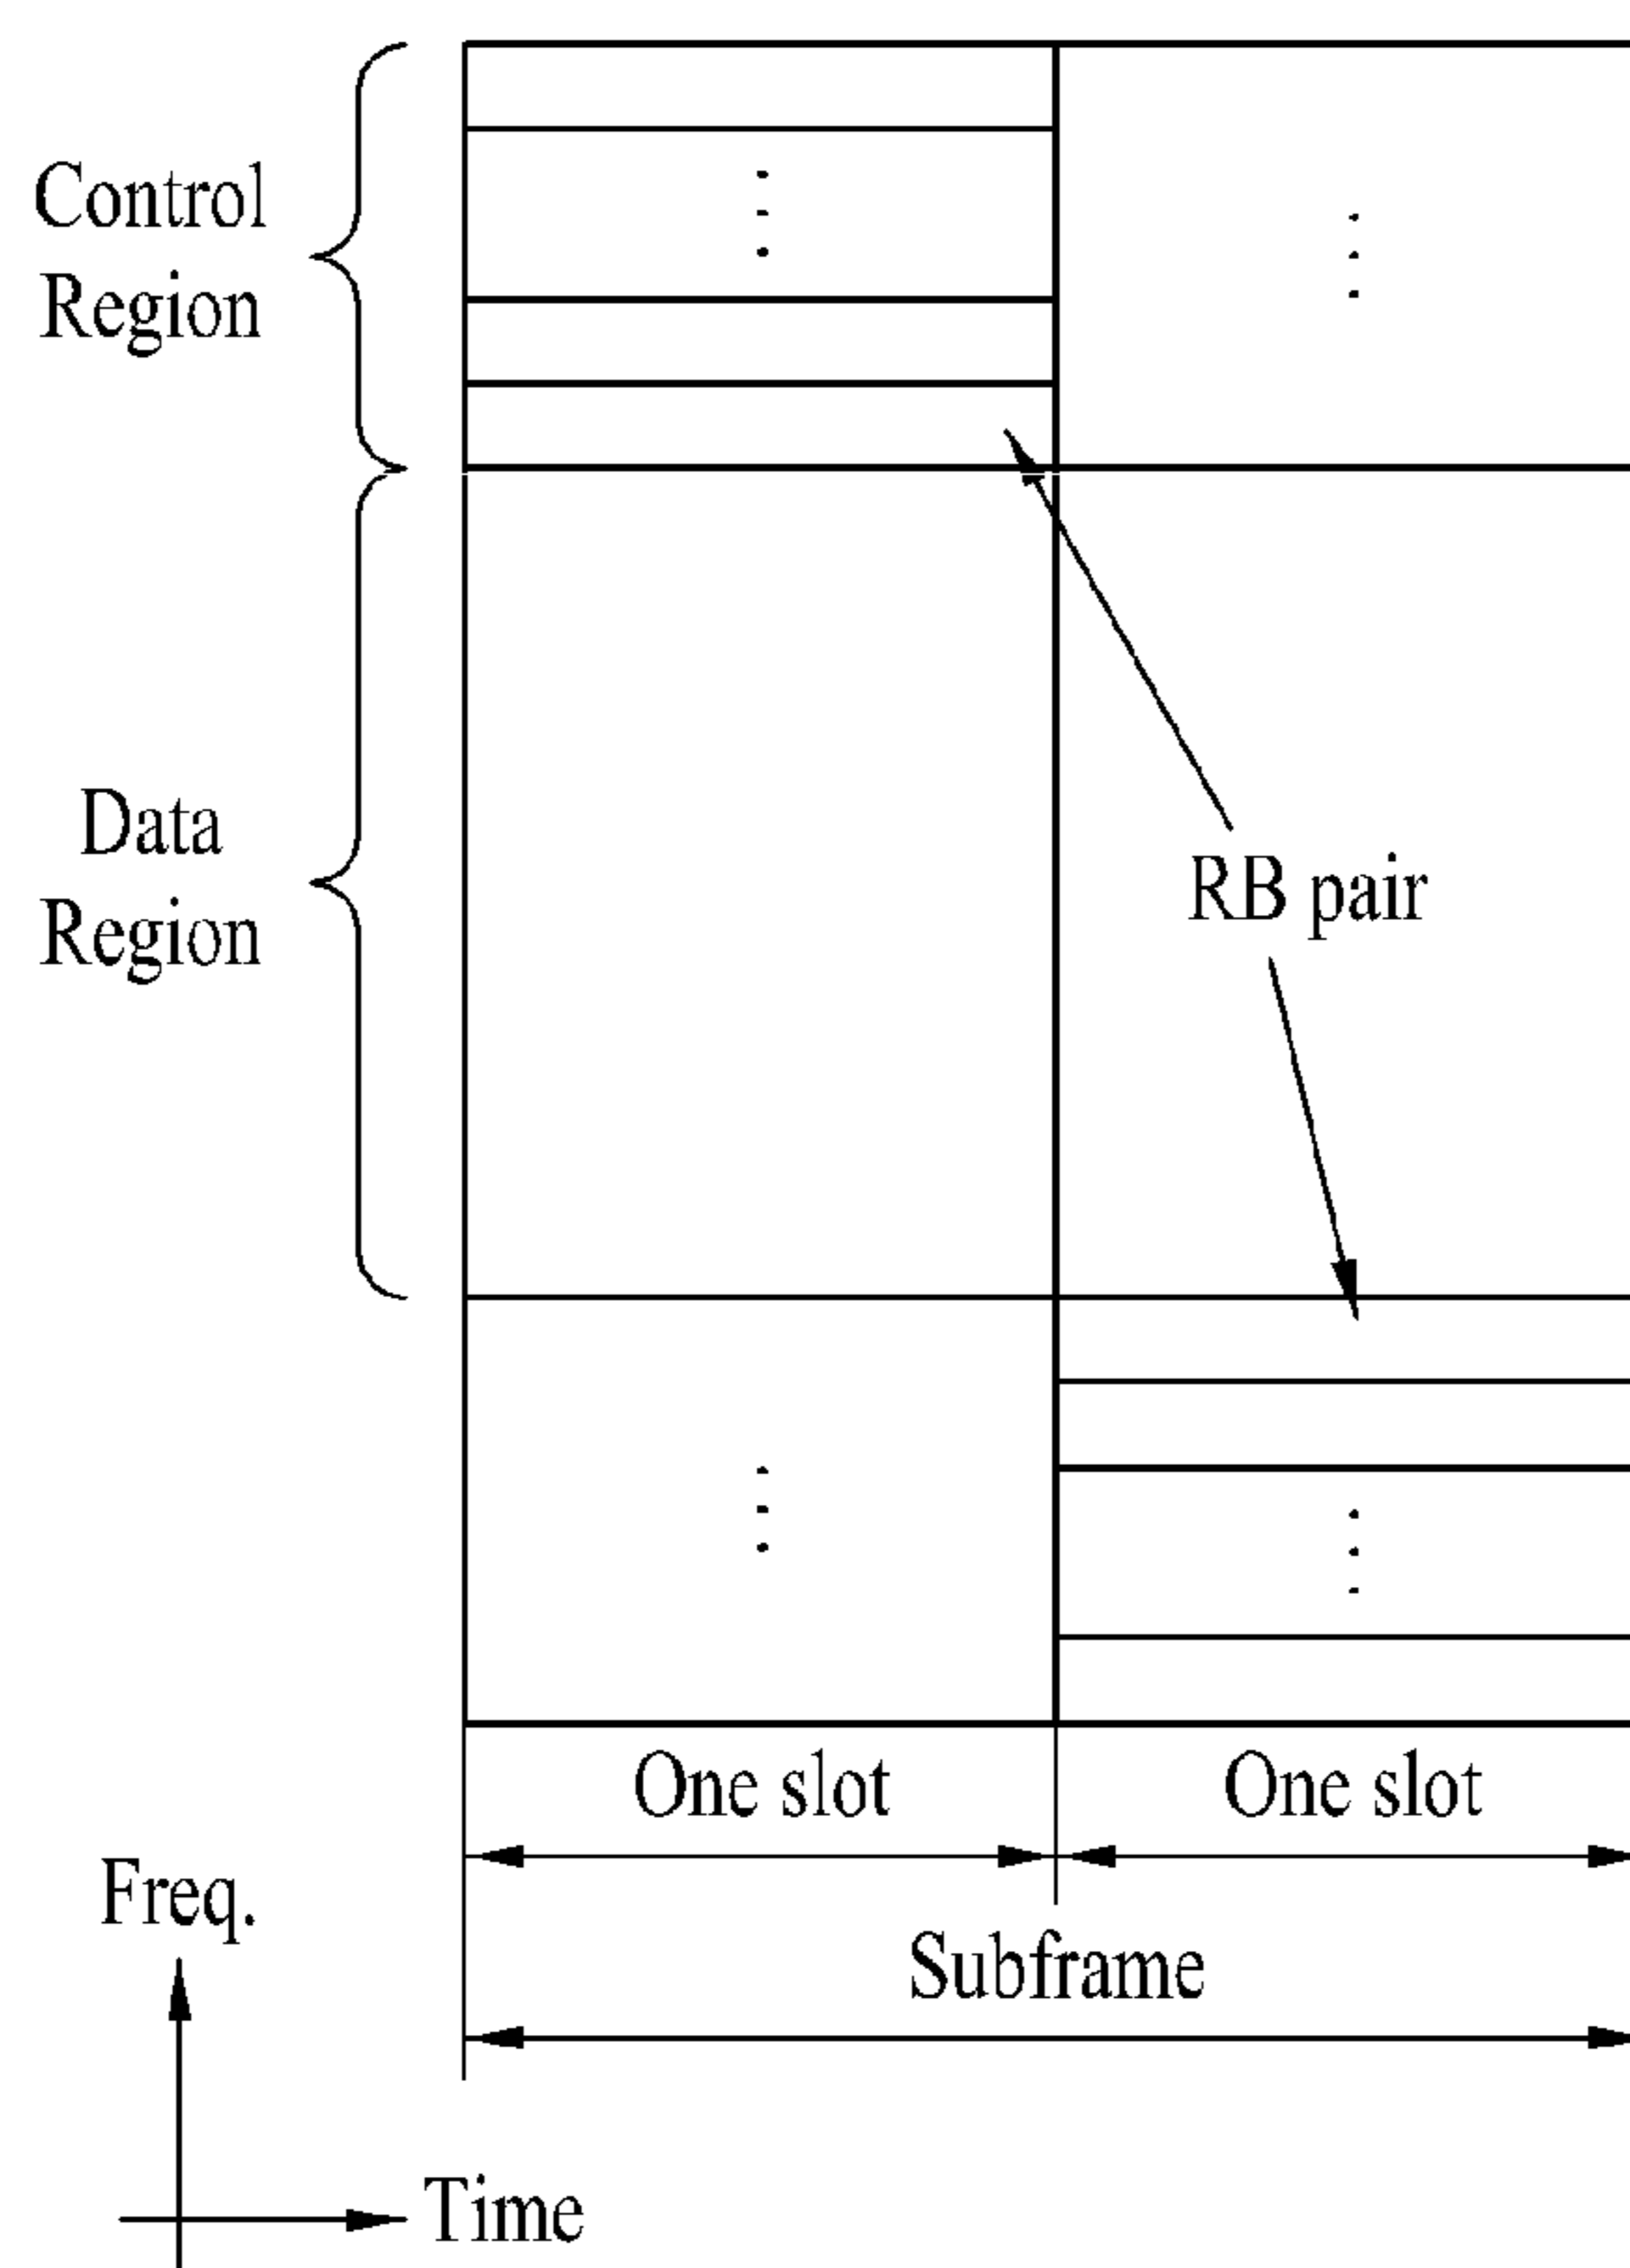 Control
Region
Data
Region
RB pair
One slot
One slot
Freq.
Subframe
Time